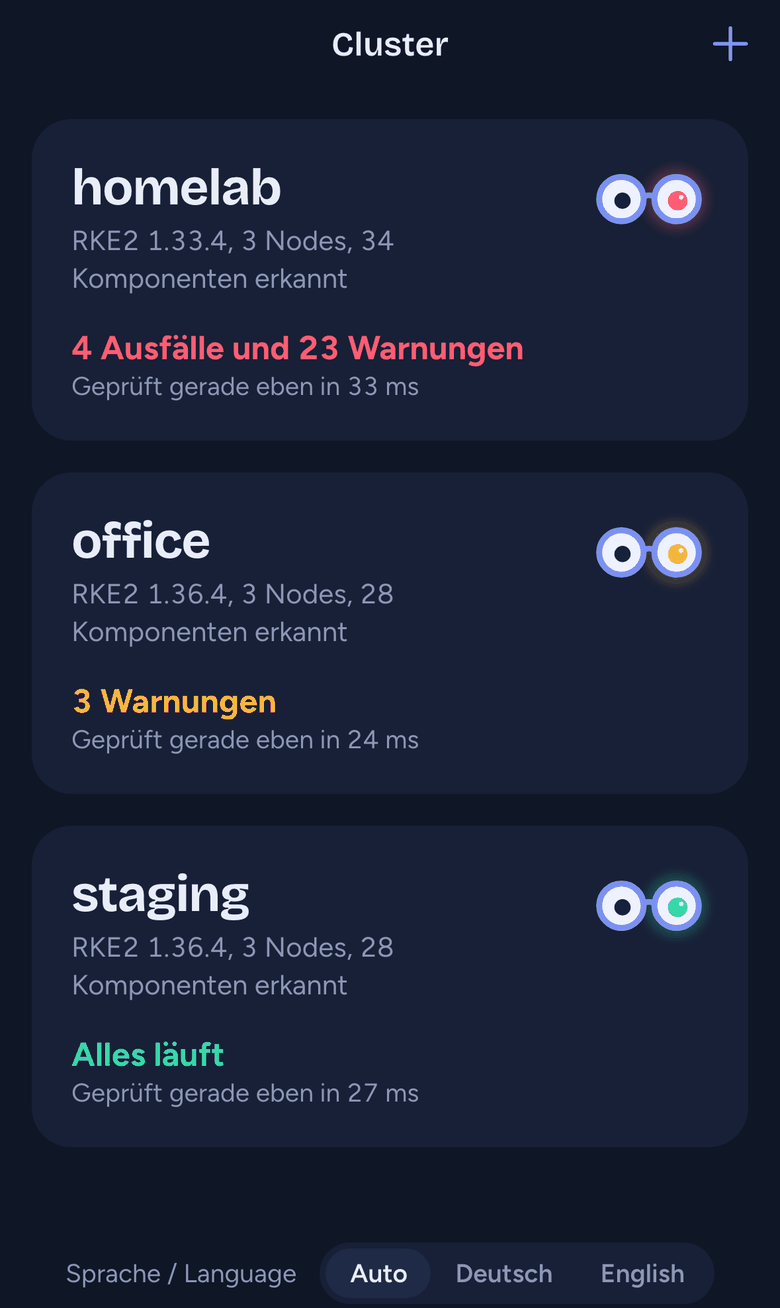 Cluster
homelab
RKE2 1.33.4, 3 Nodes, 34
Komponenten erkannt
4 Ausfälle und 23 Warnungen
Geprüft gerade eben in 33 ms
office
RKE2 1.36.4, 3 Nodes, 28
Komponenten erkannt
3 Warnungen
Geprüft gerade eben in 24 ms
staging
RKE2 1.36.4, 3 Nodes, 28
Komponenten erkannt
Alles läuft
Geprüft gerade eben in 27 ms
Sprache / Language Auto Deutsch English